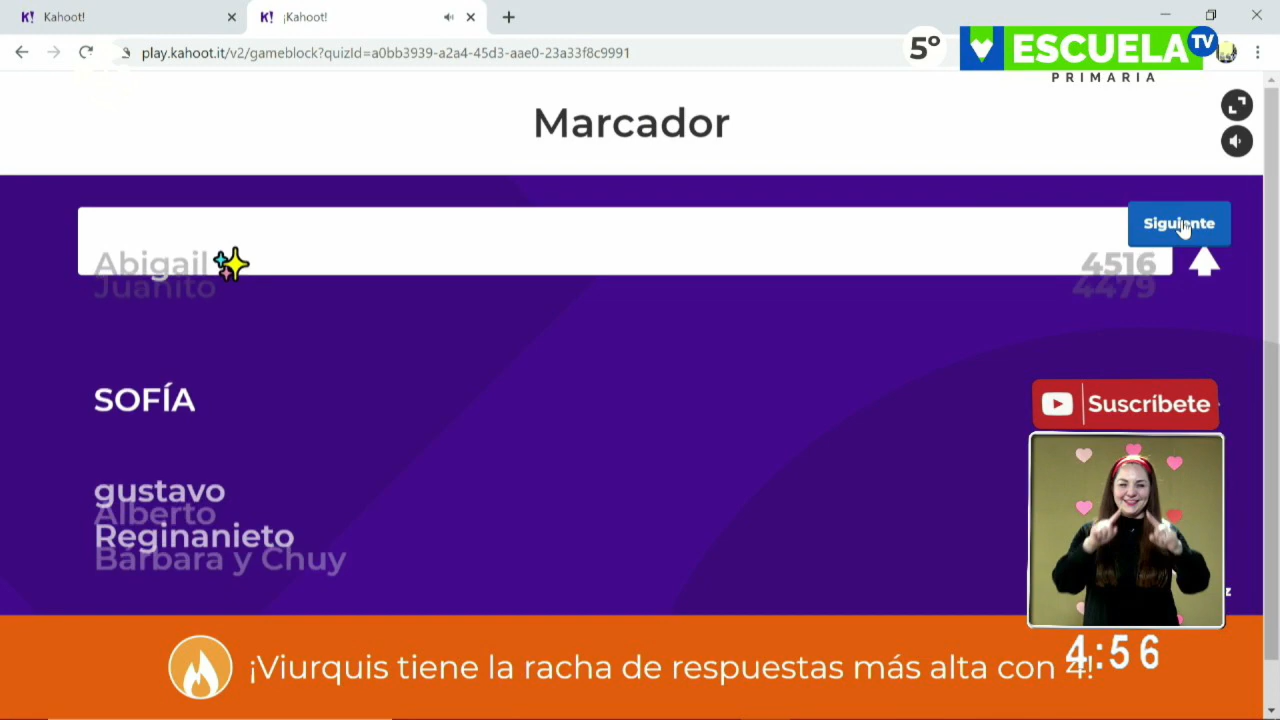 Kahoot!
¡Kahoot!
play.kahoot.it/v2/gameblock?quizId=a0bb3939-a2a4-45d3-aae0-23a33f8c9991
5º
ESCUELA TV
PRIMARIA
Marcador
Siguiente
Abigail 4516
Juanito 4479
SOFÍA
Suscríbete
gustavo
Alberto
Reginanieto
Bárbara y Chuy
¡Viurquis tiene la racha de respuestas más alta con 4!
4:56